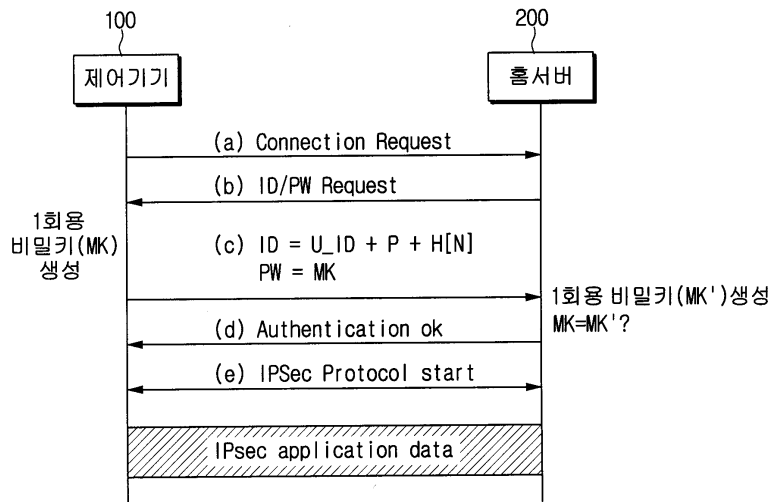 100
200
제어기기
홈서버
(a) Connection Request
(b) ID/PW Request
1회용
비밀키(MK)
생성
(c) ID = U_ID + P + H[N]
PW = MK
1회용 비밀키(MK')생성
MK=MK'?
(d) Authentication ok
(e) IPSec Protocol start
IPsec application data